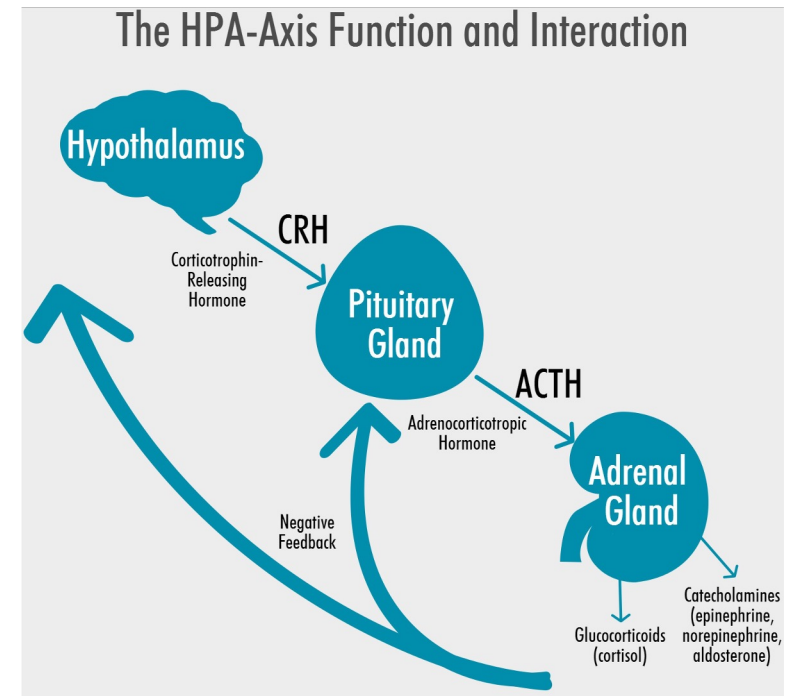 The HPA-Axis Function and Interaction
Hypothalamus
CRH
Corticotrophin-
Releasing
Hormone
Pituitary
Gland
ACTH
Adrenocorticotropic
Hormone
Adrenal
Gland
Negative
Feedback
Catecholamines
(epinephrine,
norepinephrine,
aldosterone)
Glucocorticoids
(cortisol)